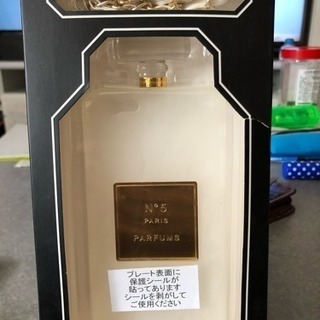 N°5
PARIS
PARFUMS
プレート表面に
保護シールが
貼ってあります
シールを剥がして
ご使用ください